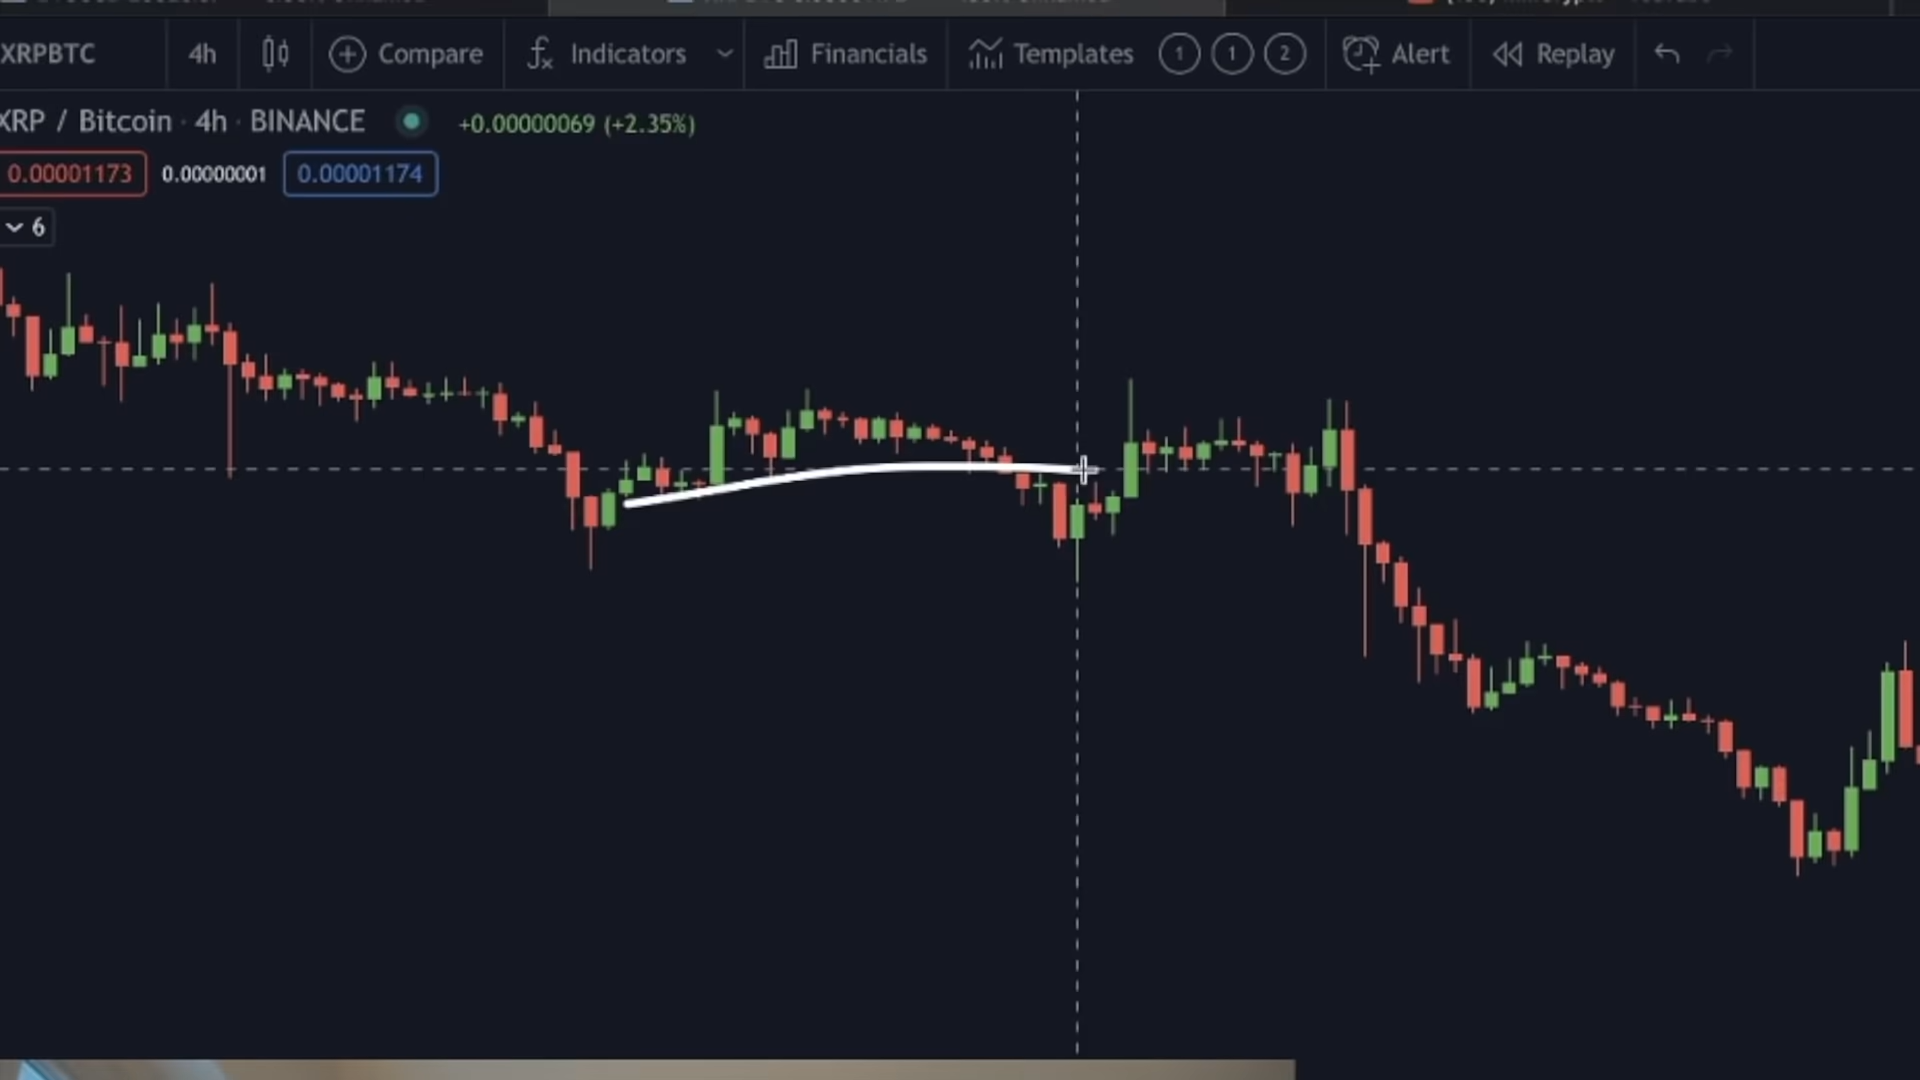 XRPBTC 4h Compare Indicators Financials Templates 1 1 2 Alert Replay
XRP / Bitcoin · 4h · BINANCE +0.00000069 (+2.35%)
0.00001173 0.00000001 0.00001174
6